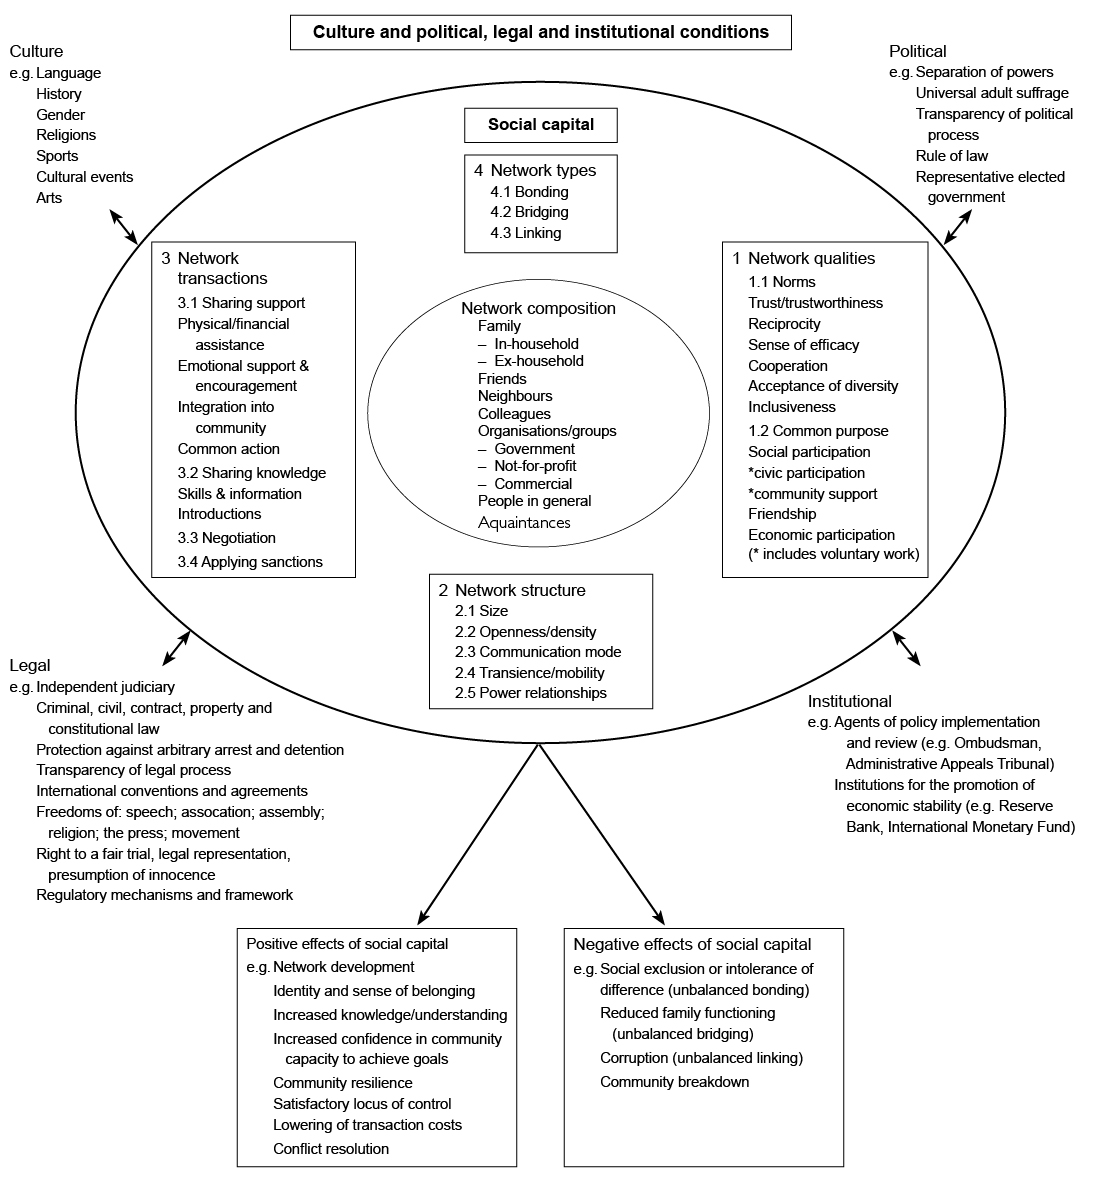 Culture and political, legal and institutional conditions
Culture
e.g. Language
History
Gender
Religions
Sports
Cultural events
Arts
Political
e.g. Separation of powers
Universal adult suffrage
Transparency of political
process
Rule of law
Representative elected
government
Social capital
4 Network types
4.1 Bonding
4.2 Bridging
4.3 Linking
3 Network
transactions
3.1 Sharing support
Physical/financial
assistance
Emotional support &
encouragement
Integration into
community
Common action
3.2 Sharing knowledge
Skills & information
Introductions
3.3 Negotiation
3.4 Applying sanctions
Network composition
Family
– In-household
– Ex-household
Friends
Neighbours
Colleagues
Organisations/groups
– Government
– Not-for-profit
– Commercial
People in general
Aquaintances
1 Network qualities
1.1 Norms
Trust/trustworthiness
Reciprocity
Sense of efficacy
Cooperation
Acceptance of diversity
Inclusiveness
1.2 Common purpose
Social participation
*civic participation
*community support
Friendship
Economic participation
(* includes voluntary work)
2 Network structure
2.1 Size
2.2 Openness/density
2.3 Communication mode
2.4 Transience/mobility
2.5 Power relationships
Legal
e.g. Independent judiciary
Criminal, civil, contract, property and
constitutional law
Protection against arbitrary arrest and detention
Transparency of legal process
International conventions and agreements
Freedoms of: speech; assocation; assembly;
religion; the press; movement
Right to a fair trial, legal representation,
presumption of innocence
Regulatory mechanisms and framework
Institutional
e.g. Agents of policy implementation
and review (e.g. Ombudsman,
Administrative Appeals Tribunal)
Institutions for the promotion of
economic stability (e.g. Reserve
Bank, International Monetary Fund)
Positive effects of social capital
e.g. Network development
Identity and sense of belonging
Increased knowledge/understanding
Increased confidence in community
capacity to achieve goals
Community resilience
Satisfactory locus of control
Lowering of transaction costs
Conflict resolution
Negative effects of social capital
e.g. Social exclusion or intolerance of
difference (unbalanced bonding)
Reduced family functioning
(unbalanced bridging)
Corruption (unbalanced linking)
Community breakdown